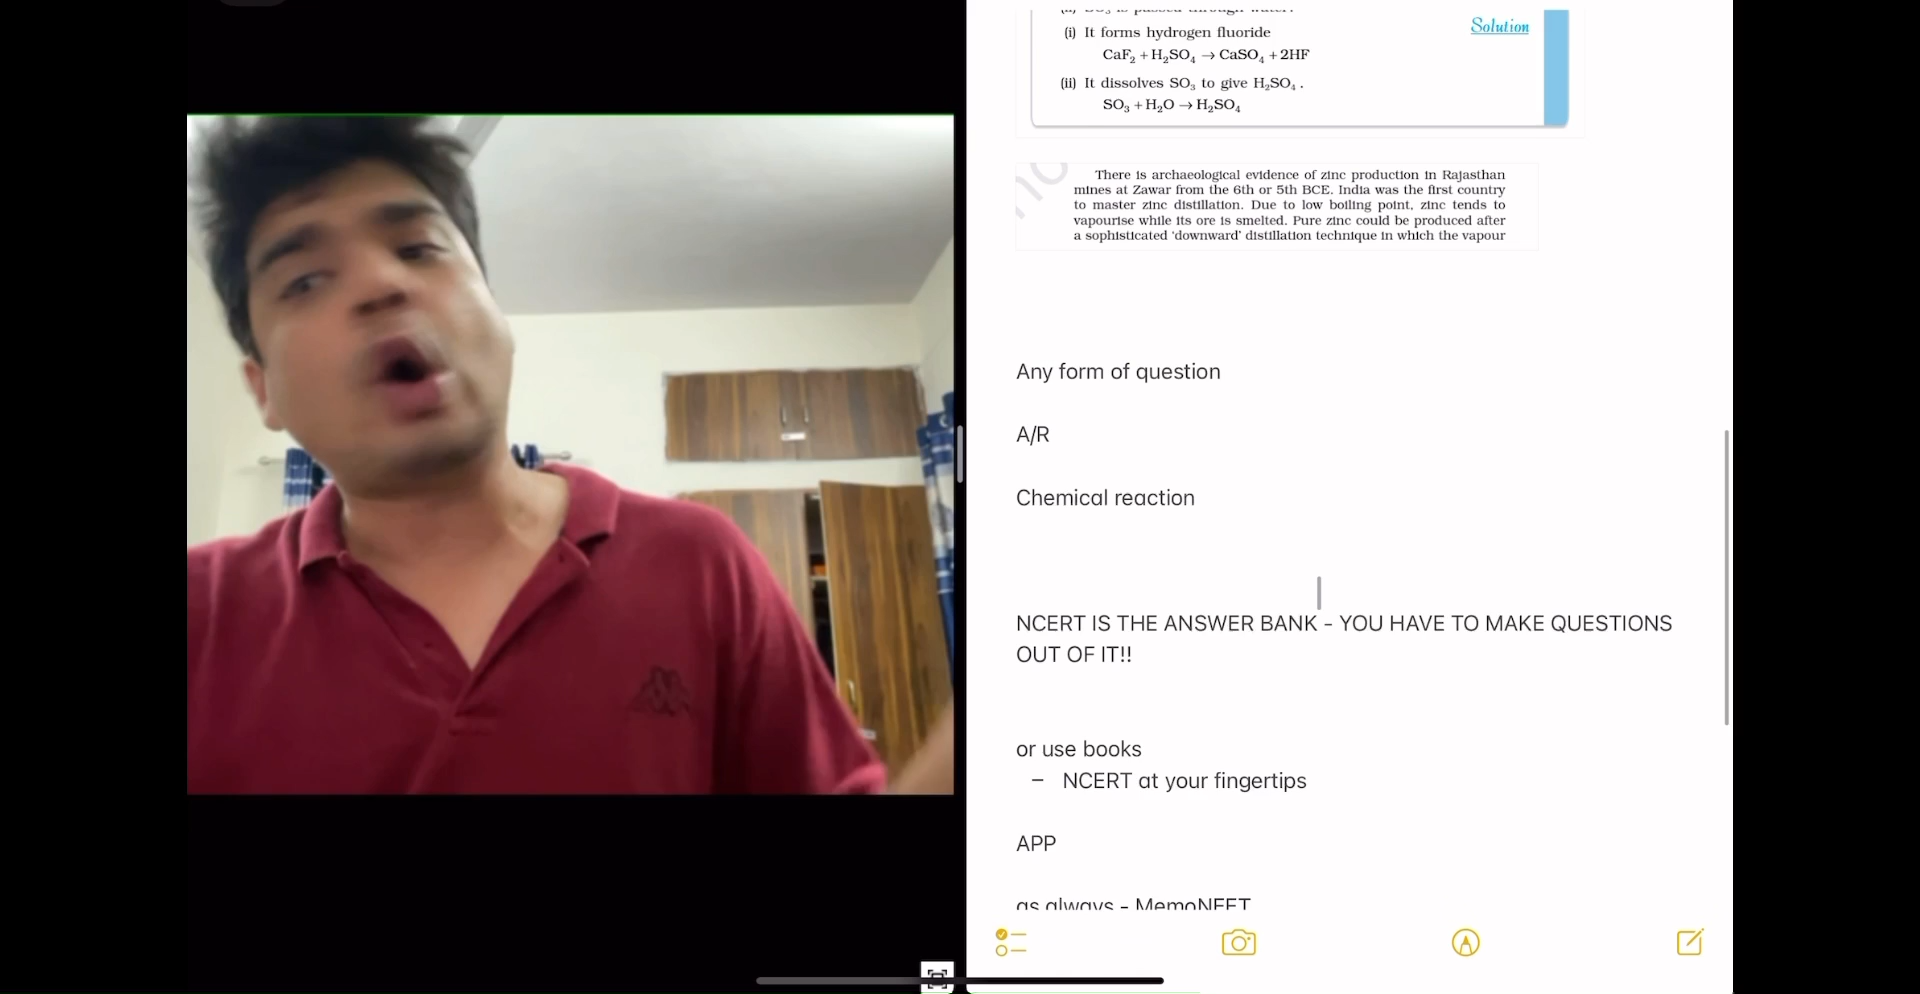 (i) It forms hydrogen fluoride
Solution
CaF₂ + H₂SO₄ → CaSO₄ + 2HF
(ii) It dissolves SO₃ to give H₂SO₄ .
SO₃ + H₂O → H₂SO₄
There is archaeological evidence of zinc production in Rajasthan
mines at Zawar from the 6th or 5th BCE. India was the first country
to master zinc distillation. Due to low boiling point, zinc tends to
vapourise while its ore is smelted. Pure zinc could be produced after
a sophisticated 'downward' distillation technique in which the vapour
Any form of question
A/R
Chemical reaction
NCERT IS THE ANSWER BANK - YOU HAVE TO MAKE QUESTIONS
OUT OF IT!!
or use books
– NCERT at your fingertips
APP
as always - MemoNEET